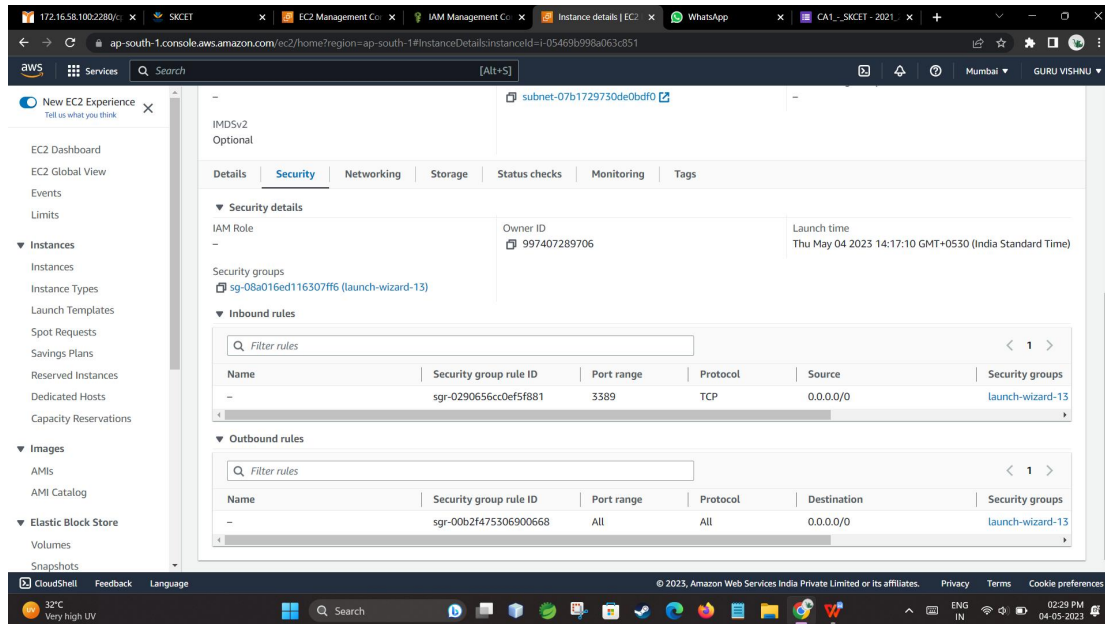 172.16.58.100:2280/c
SKCET
EC2 Management Co
IAM Management Co
Instance details | EC2
WhatsApp
CA1_-_SKCET - 2021_
ap-south-1.console.aws.amazon.com/ec2/home?region=ap-south-1#InstanceDetails:instanceId=i-05469b998a063c851
aws Services Search [Alt+S] Mumbai GURU VISHNU
New EC2 Experience
Tell us what you think
EC2 Dashboard
EC2 Global View
Events
Limits
Instances
Instances
Instance Types
Launch Templates
Spot Requests
Savings Plans
Reserved Instances
Dedicated Hosts
Capacity Reservations
Images
AMIs
AMI Catalog
Elastic Block Store
Volumes
Snapshots
– subnet-07b1729730de0bdf0 –
IMDSv2
Optional
Details Security Networking Storage Status checks Monitoring Tags
Security details
IAM Role Owner ID Launch time
– 997407289706 Thu May 04 2023 14:17:10 GMT+0530 (India Standard Time)
Security groups
sg-08a016ed116307ff6 (launch-wizard-13)
Inbound rules
Filter rules 1
Name Security group rule ID Port range Protocol Source Security groups
– sgr-0290656cc0ef5f881 3389 TCP 0.0.0.0/0 launch-wizard-13
Outbound rules
Filter rules 1
Name Security group rule ID Port range Protocol Destination Security groups
– sgr-00b2f475306900668 All All 0.0.0.0/0 launch-wizard-13
CloudShell Feedback Language © 2023, Amazon Web Services India Private Limited or its affiliates. Privacy Terms Cookie preferences
32°C
Very high UV
Search
ENG
IN
02:29 PM
04-05-2023